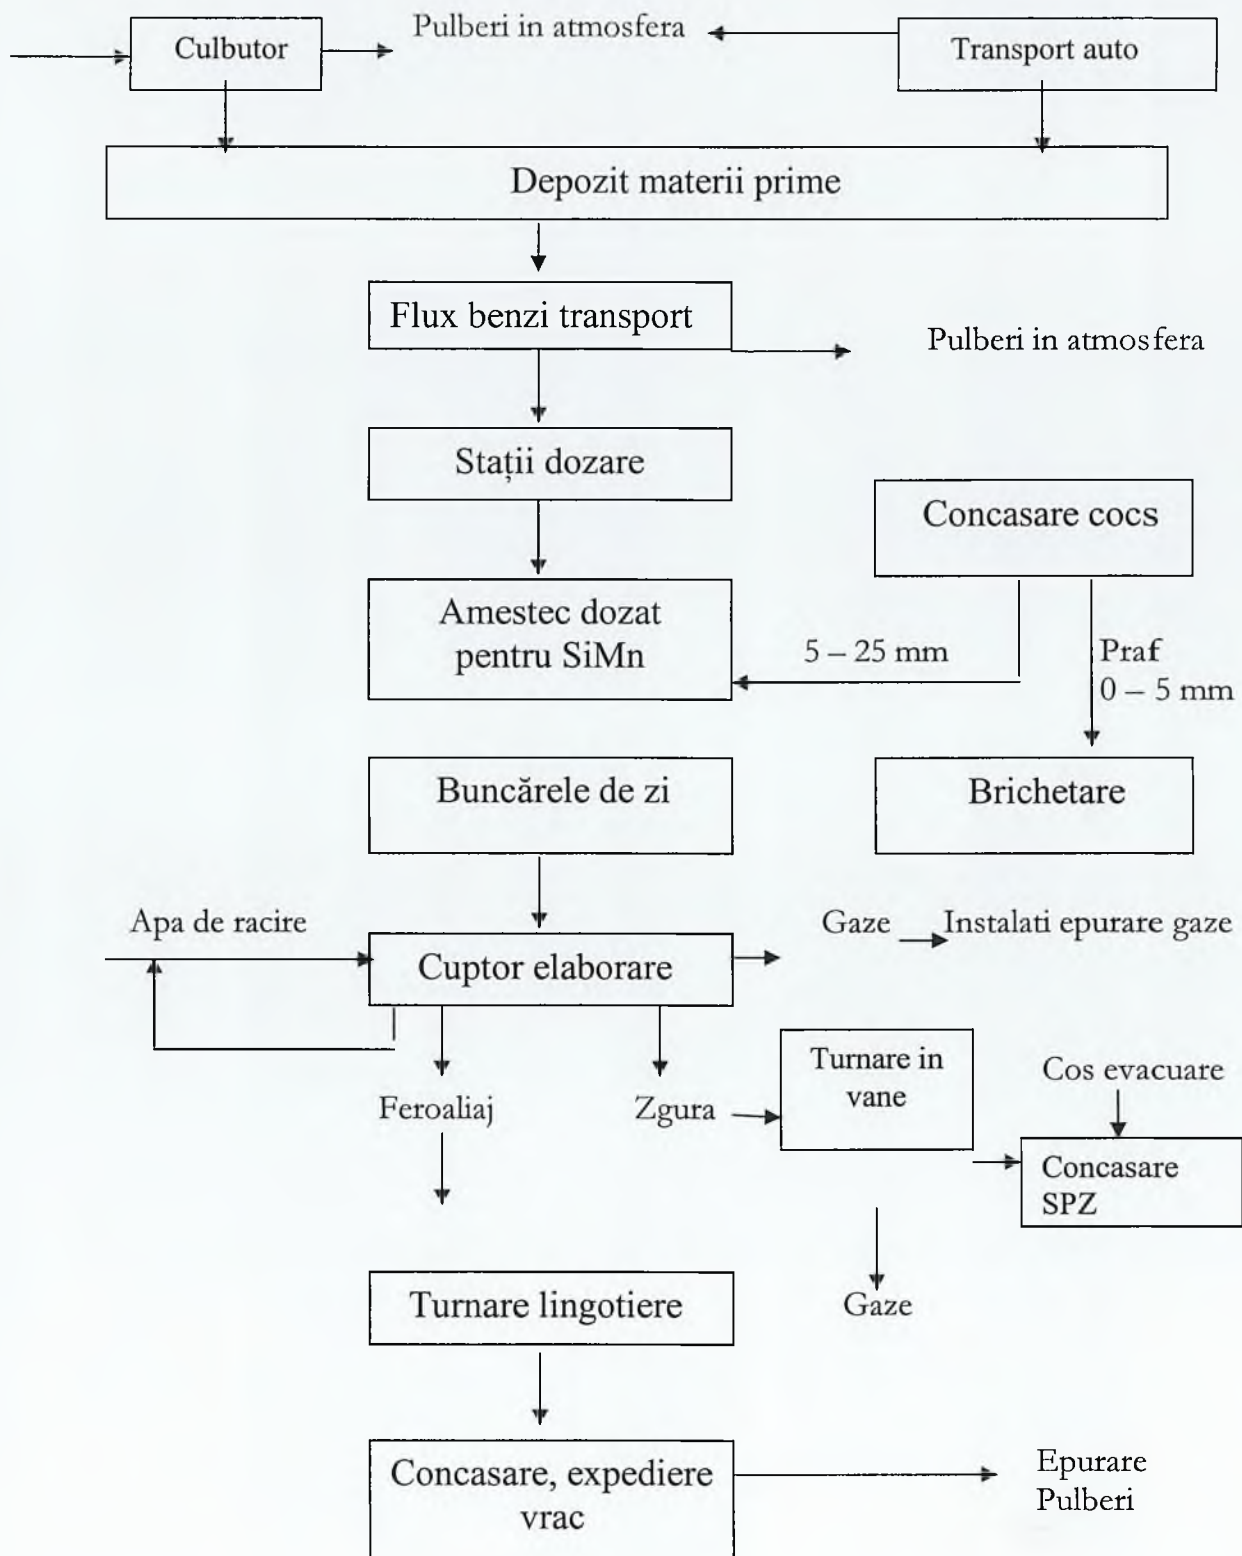 Culbutor
Pulberi in atmosfera
Transport auto
Depozit materii prime
Flux benzi transport
Pulberi in atmosfera
Stații dozare
Concasare cocs
Amestec dozat
pentru SiMn
5 – 25 mm
Praf
0 – 5 mm
Buncărele de zi
Brichetare
Apa de racire
Cuptor elaborare
Gaze
Instalati epurare gaze
Feroaliaj
Zgura
Turnare in
vane
Cos evacuare
Concasare
SPZ
Gaze
Turnare lingotiere
Concasare, expediere
vrac
Epurare
Pulberi